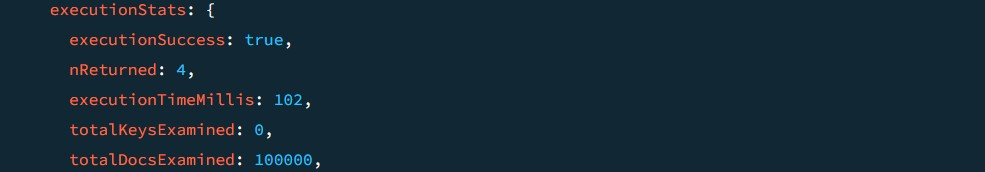 executionStats: {
executionSuccess: true,
nReturned: 4,
executionTimeMillis: 102,
totalKeysExamined: 0,
totalDocsExamined: 100000,